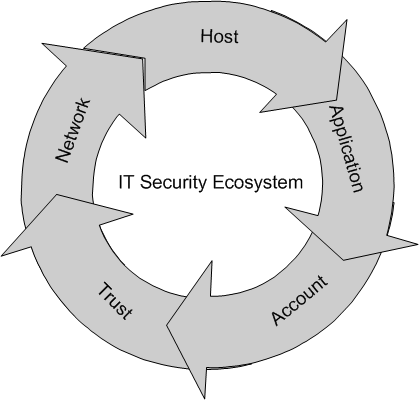 Host
Application
Account
Trust
Network
IT Security Ecosystem